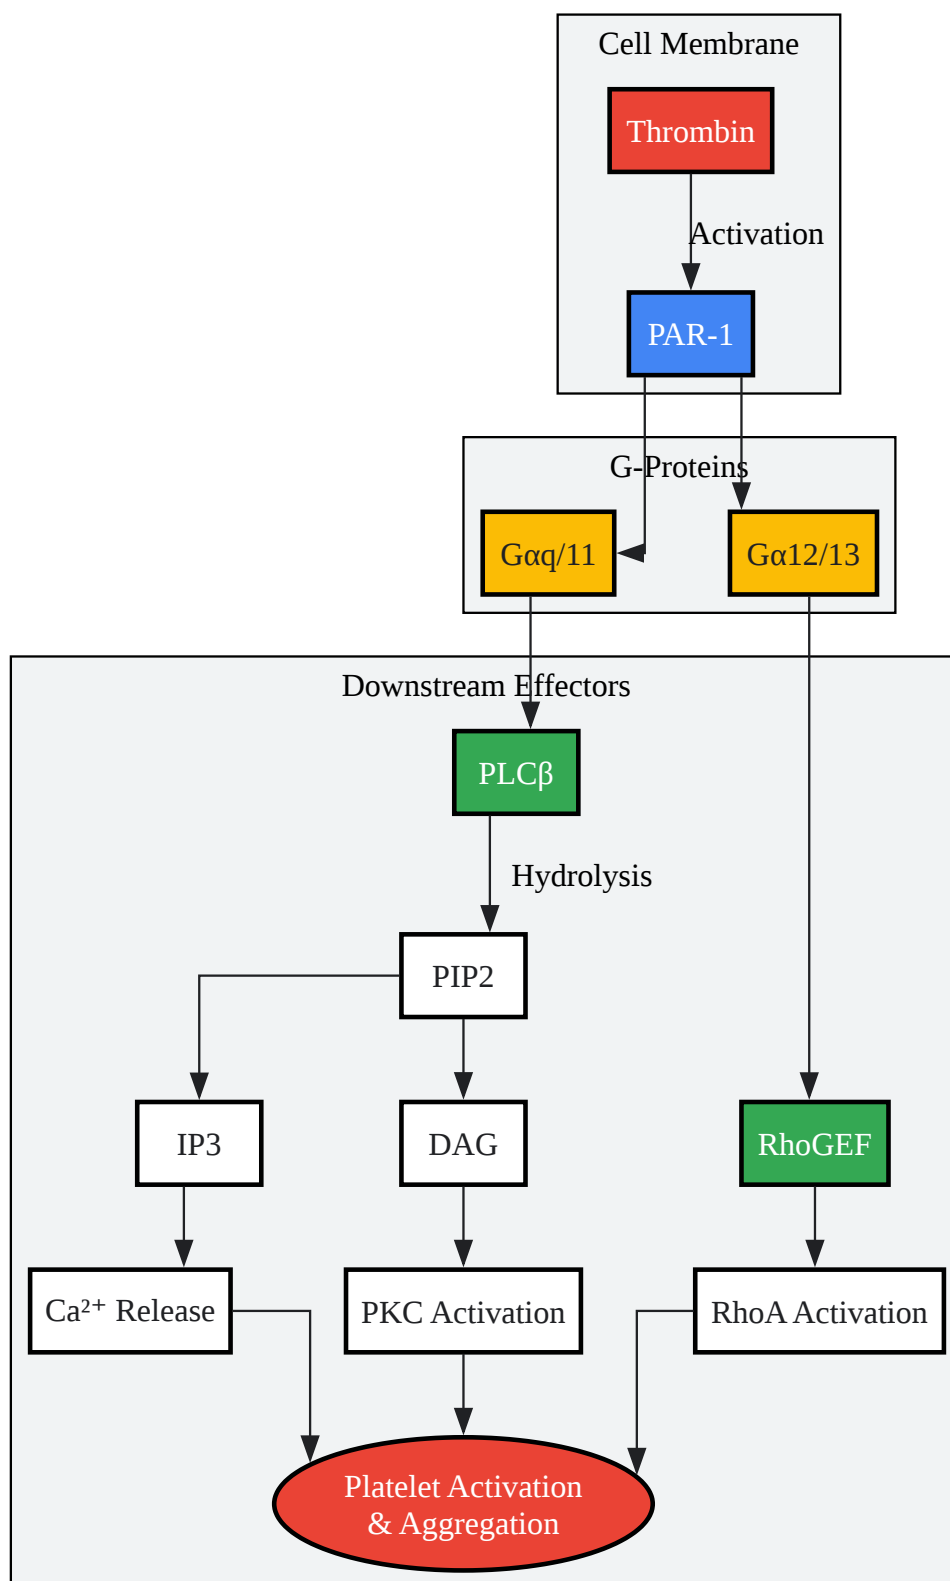 Cell Membrane
Thrombin
Activation
PAR-1
G-Proteins
Gαq/11
Gα12/13
Downstream Effectors
PLCβ
Hydrolysis
PIP2
IP3
DAG
RhoGEF
Ca²⁺ Release
PKC Activation
RhoA Activation
Platelet Activation
& Aggregation